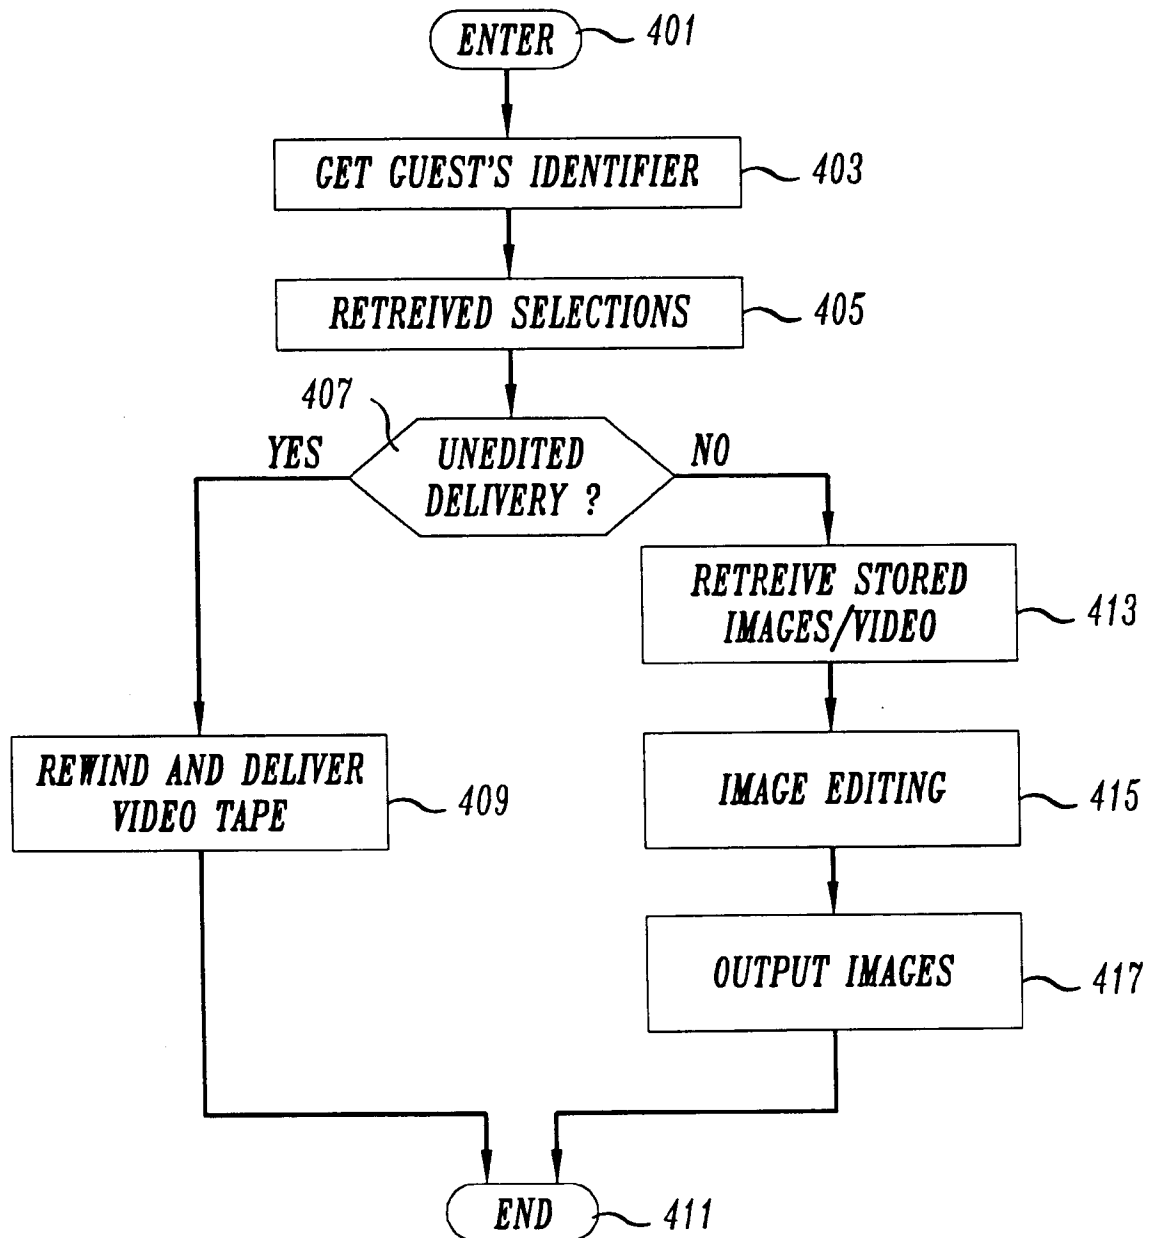 ENTER
401
GET GUEST'S IDENTIFIER
403
RETREIVED SELECTIONS
405
407
YES
UNEDITED
DELIVERY ?
NO
RETREIVE STORED
IMAGES/VIDEO
413
REWIND AND DELIVER
VIDEO TAPE
409
IMAGE EDITING
415
OUTPUT IMAGES
417
END
411